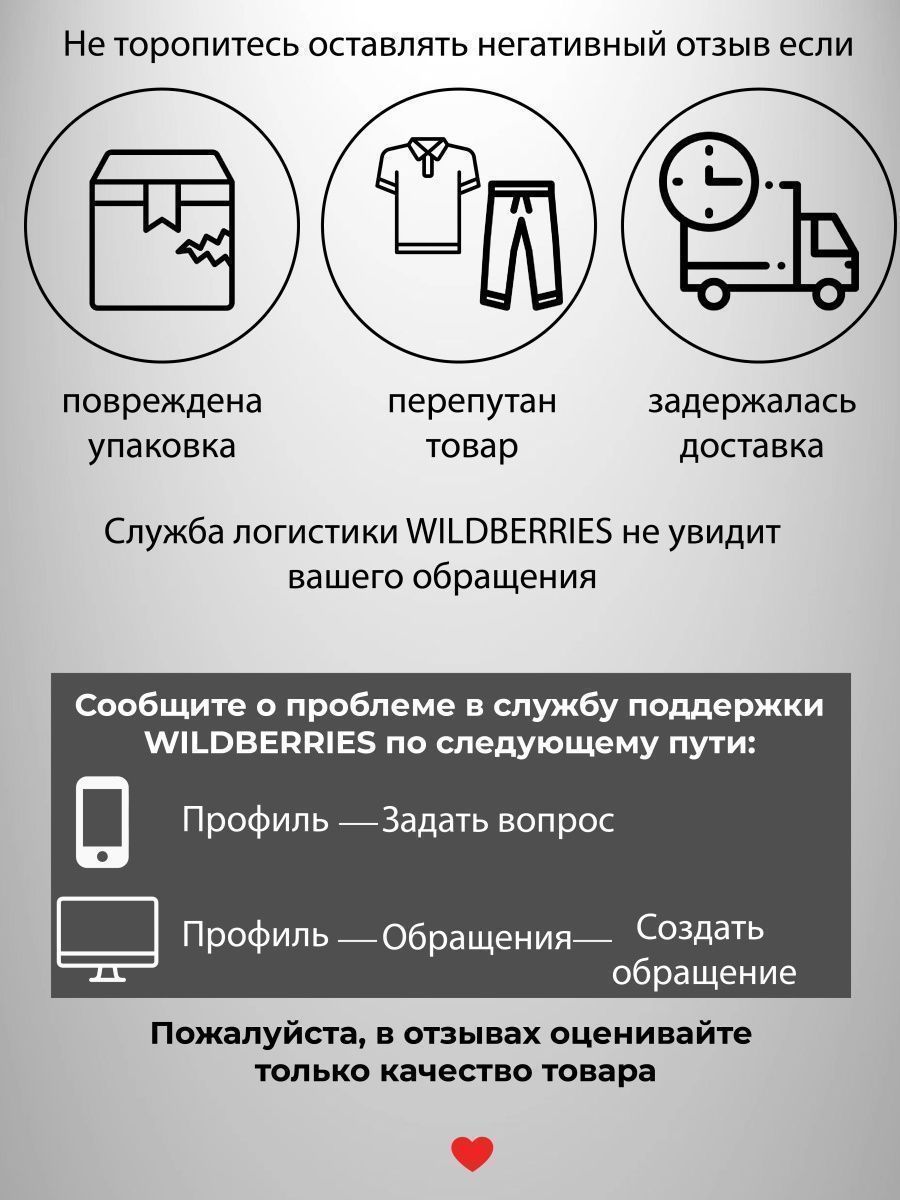 Не торопитесь оставлять негативный отзыв если
повреждена
упаковка
перепутан
товар
задержалась
доставка
Служба логистики WILDBERRIES не увидит
вашего обращения
Сообщите о проблеме в службу поддержки
WILDBERRIES по следующему пути:
Профиль — Задать вопрос
Профиль — Обращения — Создать
обращение
Пожалуйста, в отзывах оценивайте
только качество товара